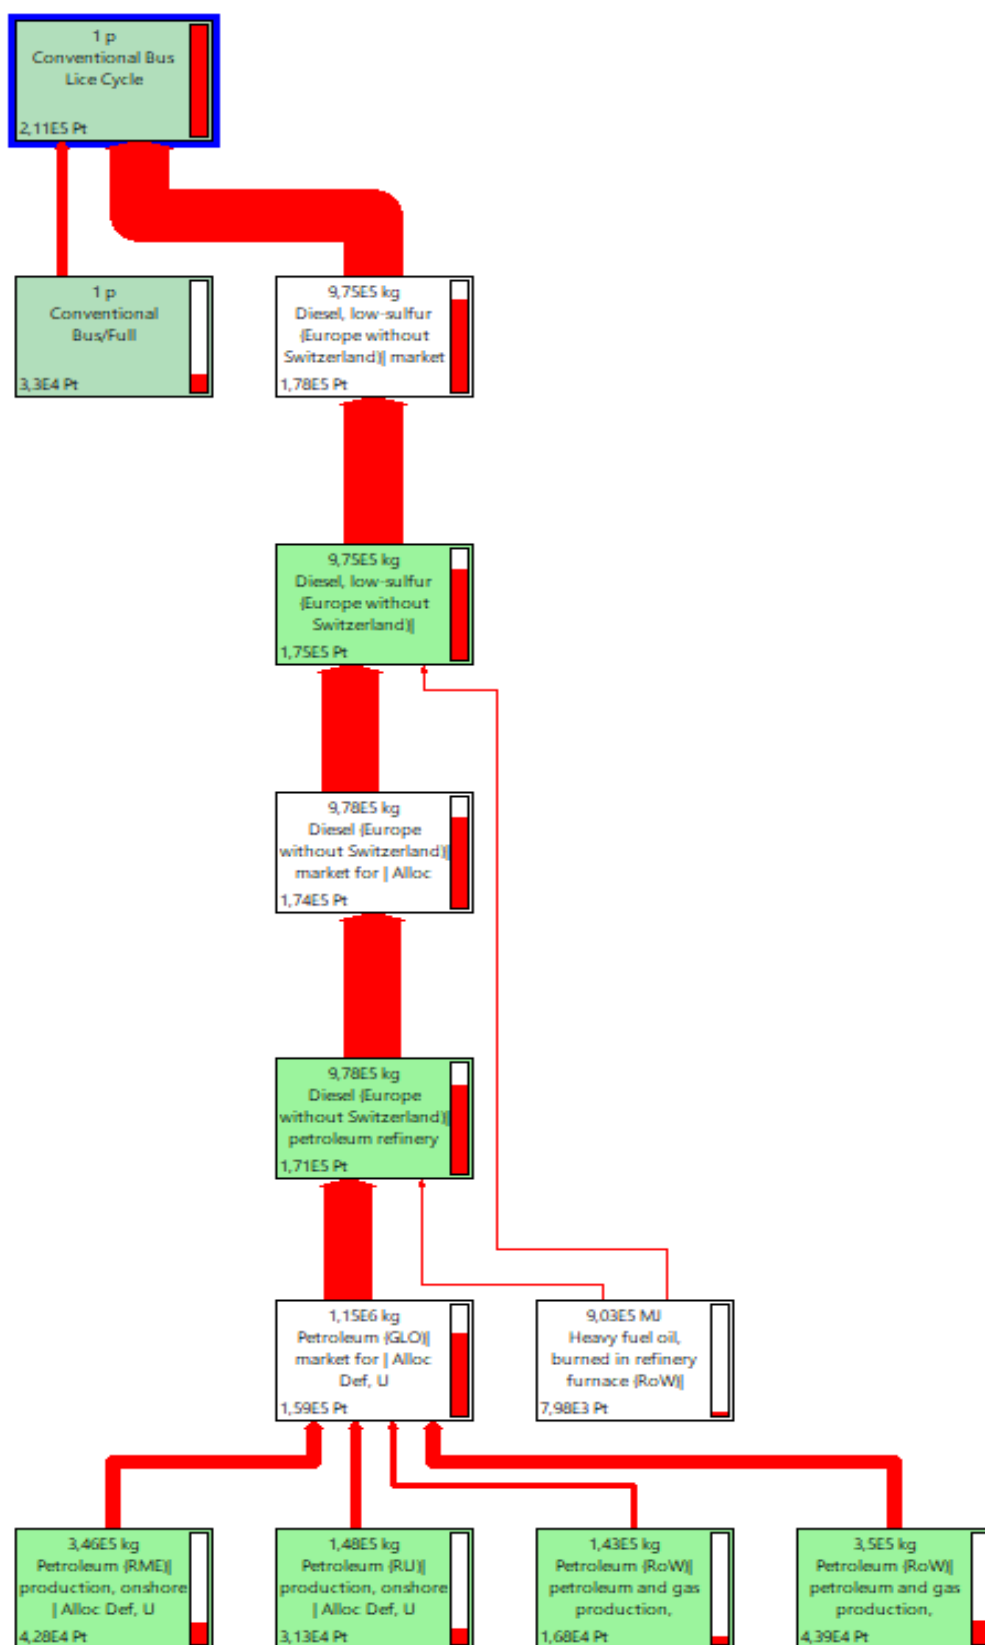 1 p
Conventional Bus
Lice Cycle
2,11E5 Pt
1 p
Conventional
Bus/Full
3,3E4 Pt
9,75E5 kg
Diesel, low-sulfur
{Europe without
Switzerland}| market
1,78E5 Pt
9,75E5 kg
Diesel, low-sulfur
{Europe without
Switzerland}|
1,75E5 Pt
9,78E5 kg
Diesel {Europe
without Switzerland}|
market for | Alloc
1,74E5 Pt
9,78E5 kg
Diesel {Europe
without Switzerland}|
petroleum refinery
1,71E5 Pt
1,15E6 kg
Petroleum {GLO}|
market for | Alloc
Def, U
1,59E5 Pt
9,03E5 MJ
Heavy fuel oil,
burned in refinery
furnace {RoW}|
7,98E3 Pt
3,46E5 kg
Petroleum {RME}|
production, onshore
| Alloc Def, U
4,28E4 Pt
1,48E5 kg
Petroleum {RU}|
production, onshore
| Alloc Def, U
3,13E4 Pt
1,43E5 kg
Petroleum {RoW}|
petroleum and gas
production,
1,68E4 Pt
3,5E5 kg
Petroleum {RoW}|
petroleum and gas
production,
4,39E4 Pt